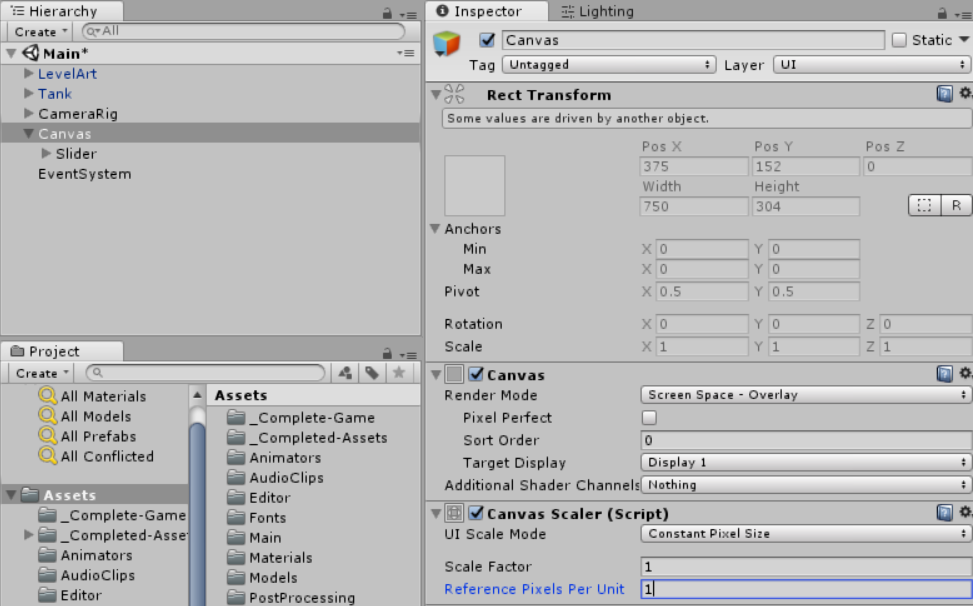 Hierarchy
Create All
Main*
LevelArt
Tank
CameraRig
Canvas
Slider
EventSystem
Project
Create
All Materials
All Models
All Prefabs
All Conflicted
Assets
_Complete-Game
_Completed-Asse
Animators
AudioClips
Editor
Assets
_Complete-Game
_Completed-Assets
Animators
AudioClips
Editor
Fonts
Main
Materials
Models
PostProcessing
Inspector Lighting
Canvas Static
Tag Untagged Layer UI
Rect Transform
Some values are driven by another object.
Pos X Pos Y Pos Z
375 152 0
Width Height
750 304 R
Anchors
Min X 0 Y 0
Max X 0 Y 0
Pivot X 0.5 Y 0.5
Rotation X 0 Y 0 Z 0
Scale X 1 Y 1 Z 1
Canvas
Render Mode Screen Space - Overlay
Pixel Perfect
Sort Order 0
Target Display Display 1
Additional Shader Channels Nothing
Canvas Scaler (Script)
UI Scale Mode Constant Pixel Size
Scale Factor 1
Reference Pixels Per Unit 1